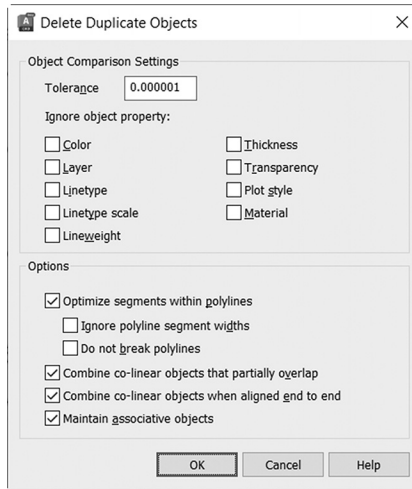 Delete Duplicate Objects
Object Comparison Settings
Tolerance 0.000001
Ignore object property:
Color
Layer
Linetype
Linetype scale
Lineweight
Thickness
Transparency
Plot style
Material
Options
Optimize segments within polylines
Ignore polyline segment widths
Do not break polylines
Combine co-linear objects that partially overlap
Combine co-linear objects when aligned end to end
Maintain associative objects
OK Cancel Help